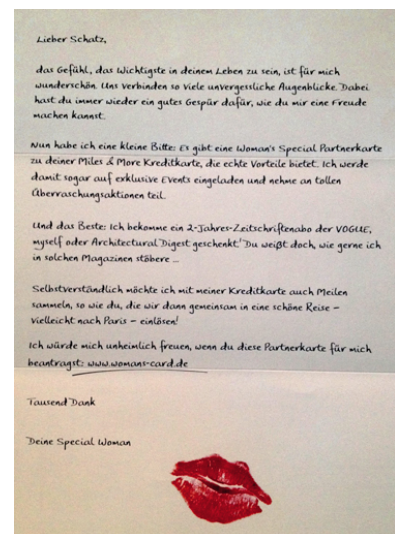 Lieber Schatz,
das Gefühl, das Wichtigste in deinem Leben zu sein, ist für mich
wunderschön. Uns verbinden so viele unvergessliche Augenblicke. Dabei
hast du immer wieder ein gutes Gespür dafür, wie du mir eine Freude
machen kannst.
Nun habe ich eine kleine Bitte: Es gibt eine Woman's Special Partnerkarte
zu deiner Miles & More Kreditkarte, die echte Vorteile bietet. Ich werde
damit sogar auf exklusive Events eingeladen und nehme an tollen
Überraschungsaktionen teil.
Und das Beste: Ich bekomme ein 2-Jahres-Zeitschriftenabo der VOGUE,
myself oder Architectural Digest geschenkt! Du weißt doch, wie gerne ich
in solchen Magazinen stöbere ...
Selbstverständlich möchte ich mit meiner Kreditkarte auch Meilen
sammeln, so wie du, die wir dann gemeinsam in eine schöne Reise –
vielleicht nach Paris – einlösen!
Ich würde mich unheimlich freuen, wenn du diese Partnerkarte für mich
beantragst: www.womans-card.de
Tausend Dank
Deine Special Woman